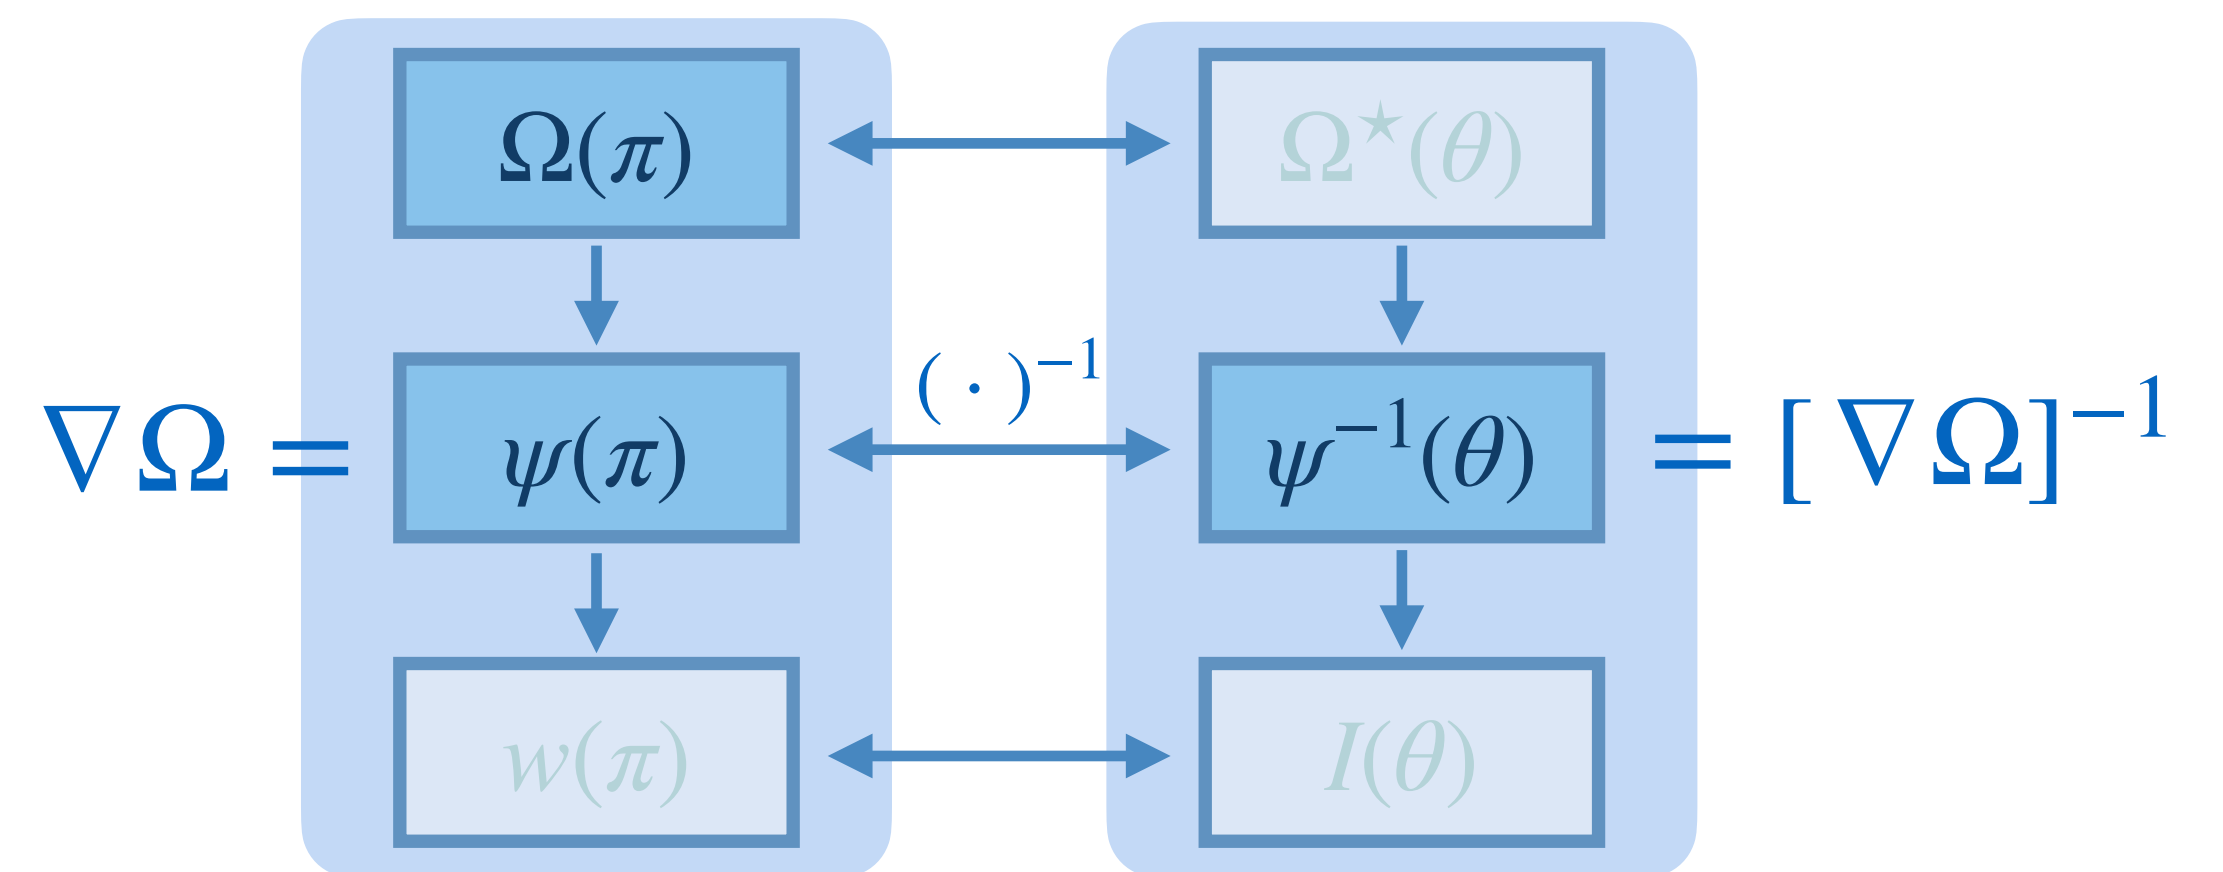 Ω(π) Ω★(θ)
(·)⁻¹
∇Ω = ψ(π) ψ⁻¹(θ) = [∇Ω]⁻¹
w(π) I(θ)